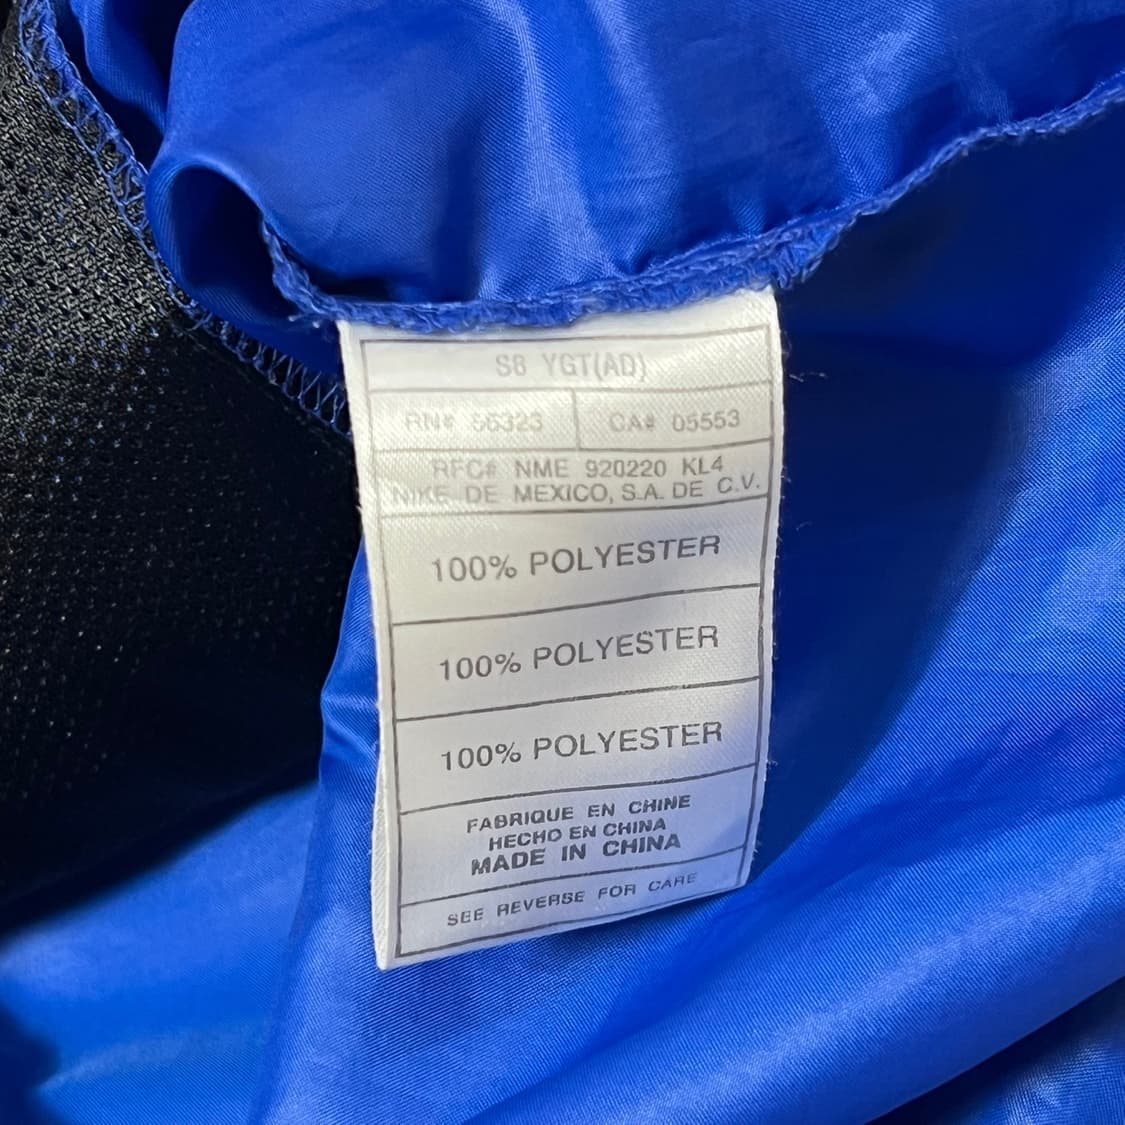 S8 YGT(AD)
RN# 56323
CA# 05553
RFC# NME 920220 KL4
NIKE DE MEXICO, S.A. DE C.V.
100% POLYESTER
100% POLYESTER
100% POLYESTER
FABRIQUE EN CHINE
HECHO EN CHINA
MADE IN CHINA
SEE REVERSE FOR CARE